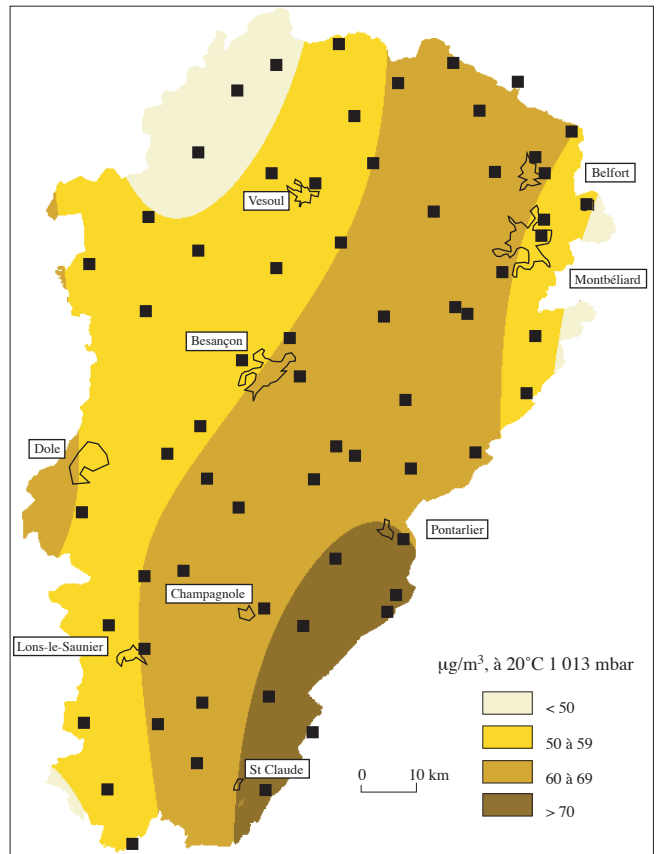 Belfort
Vesoul
Montbéliard
Besançon
Dole
Pontarlier
Champagnole
Lons-le-Saunier
µg/m³, à 20°C 1 013 mbar
< 50
50 à 59
St Claude
0 10 km
60 à 69
> 70